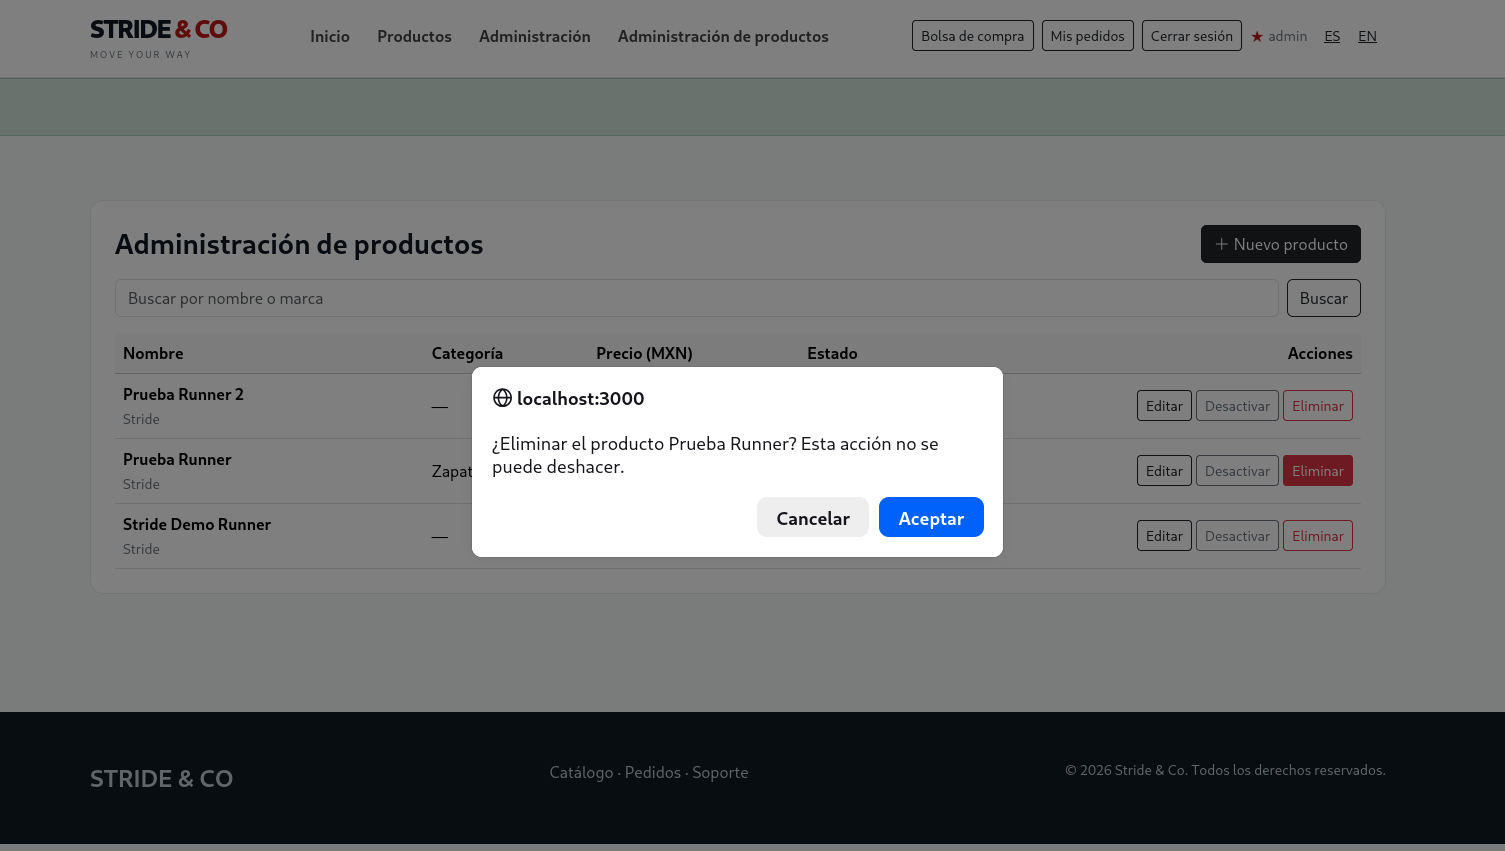 STRIDE & CO
MOVE YOUR WAY
Inicio
Productos
Administración
Administración de productos
Bolsa de compra
Mis pedidos
Cerrar sesión
★ admin
ES
EN
Administración de productos
+ Nuevo producto
Buscar por nombre o marca
Buscar
Nombre
Categoría
Precio (MXN)
Estado
Acciones
Prueba Runner 2
Stride
—
Editar
Desactivar
Eliminar
Prueba Runner
Stride
Zapat
Editar
Desactivar
Eliminar
Stride Demo Runner
Stride
—
Editar
Desactivar
Eliminar
localhost:3000
¿Eliminar el producto Prueba Runner? Esta acción no se
puede deshacer.
Cancelar
Aceptar
STRIDE & CO
Catálogo · Pedidos · Soporte
© 2026 Stride & Co. Todos los derechos reservados.